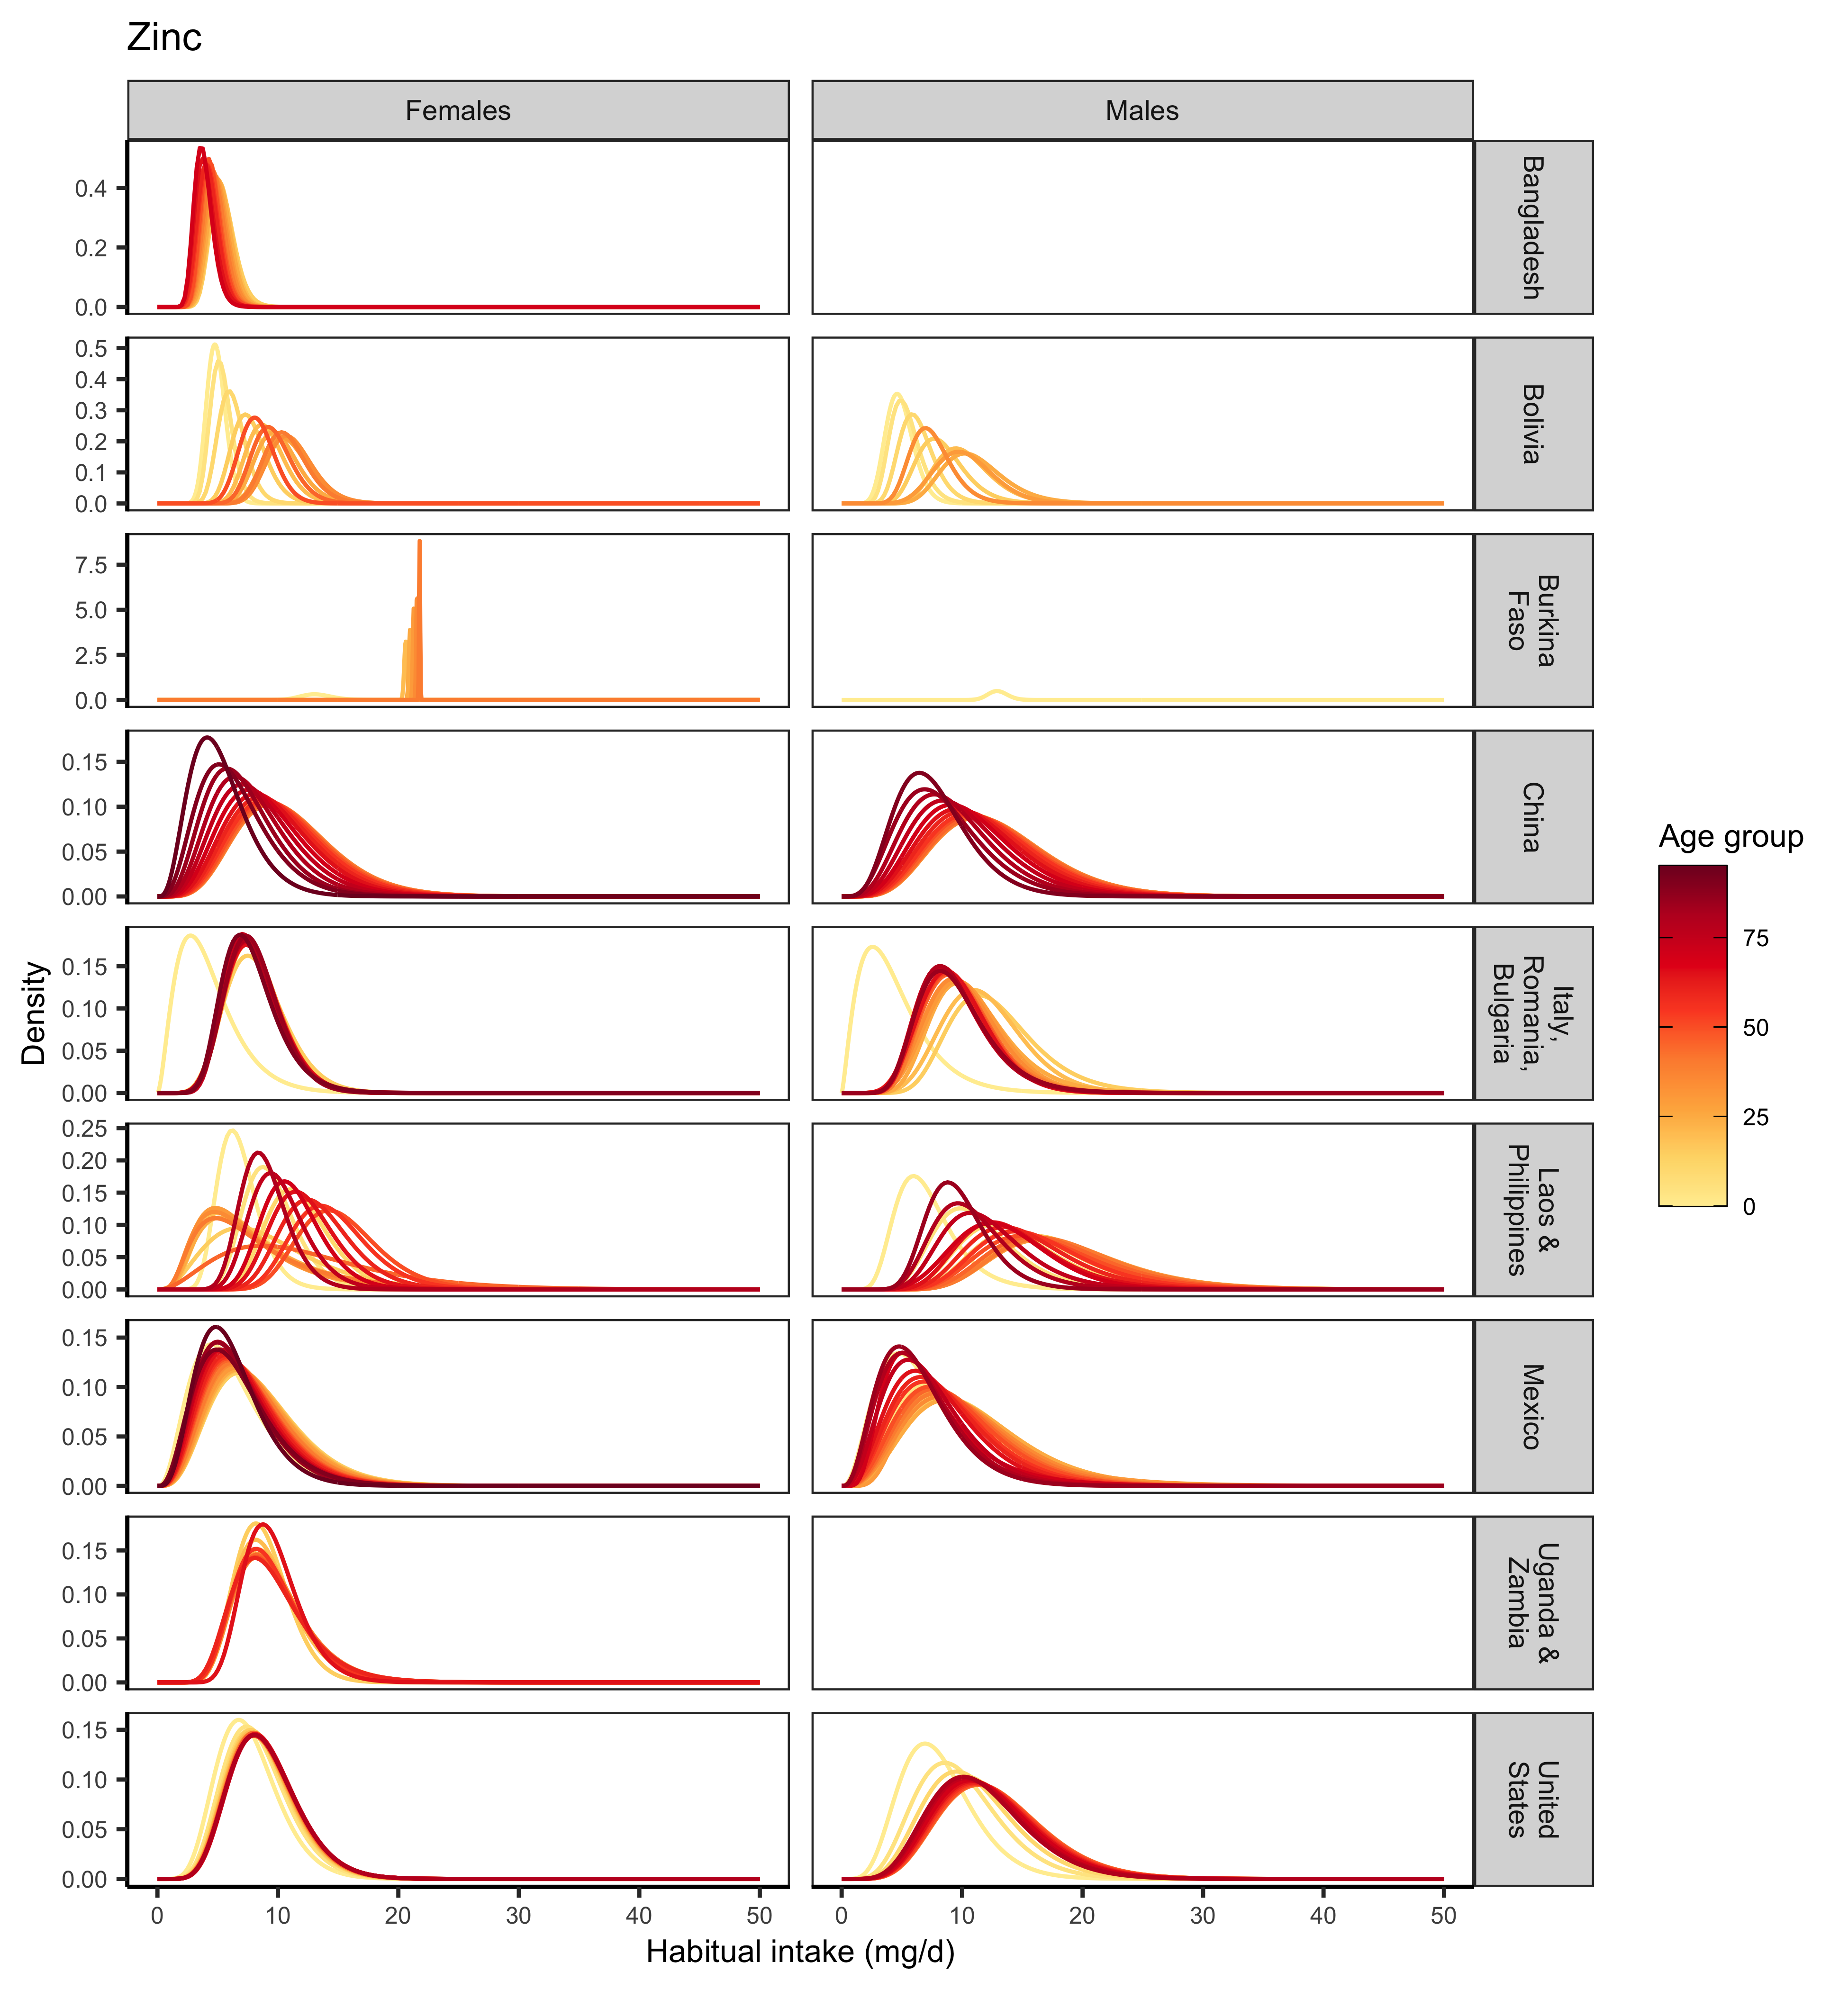 Zinc
Females
Males
0.4
0.2
0.0
Bangladesh
0.5
0.4
0.3
0.2
0.1
0.0
Bolivia
7.5
5.0
2.5
0.0
Burkina
Faso
0.15
0.10
0.05
0.00
China
0.15
0.10
0.05
0.00
Italy,
Romania,
Bulgaria
0.25
0.20
0.15
0.10
0.05
0.00
Laos &
Philippines
0.15
0.10
0.05
0.00
Mexico
0.15
0.10
0.05
0.00
Uganda &
Zambia
0.15
0.10
0.05
0.00
United
States
0 10 20 30 40 50
0 10 20 30 40 50
Habitual intake (mg/d)
Density
Age group
75
50
25
0